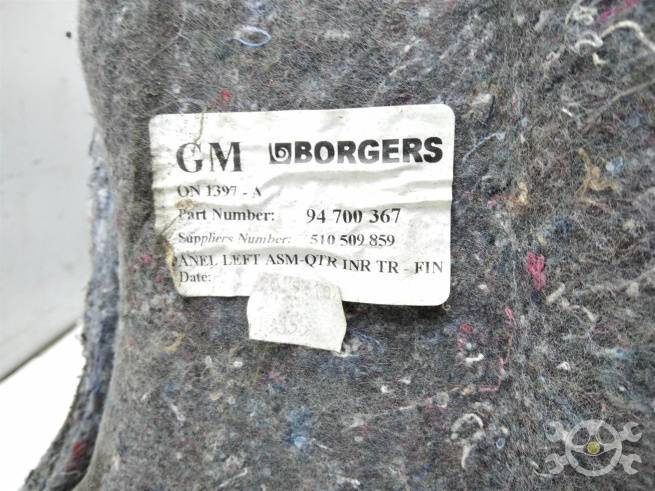 GM BORGERS
ON 1397 - A
Part Number: 94 700 367
Suppliers Number: 510 509 859
ANEL LEFT ASM-QTR INR TR - FIN
Date: